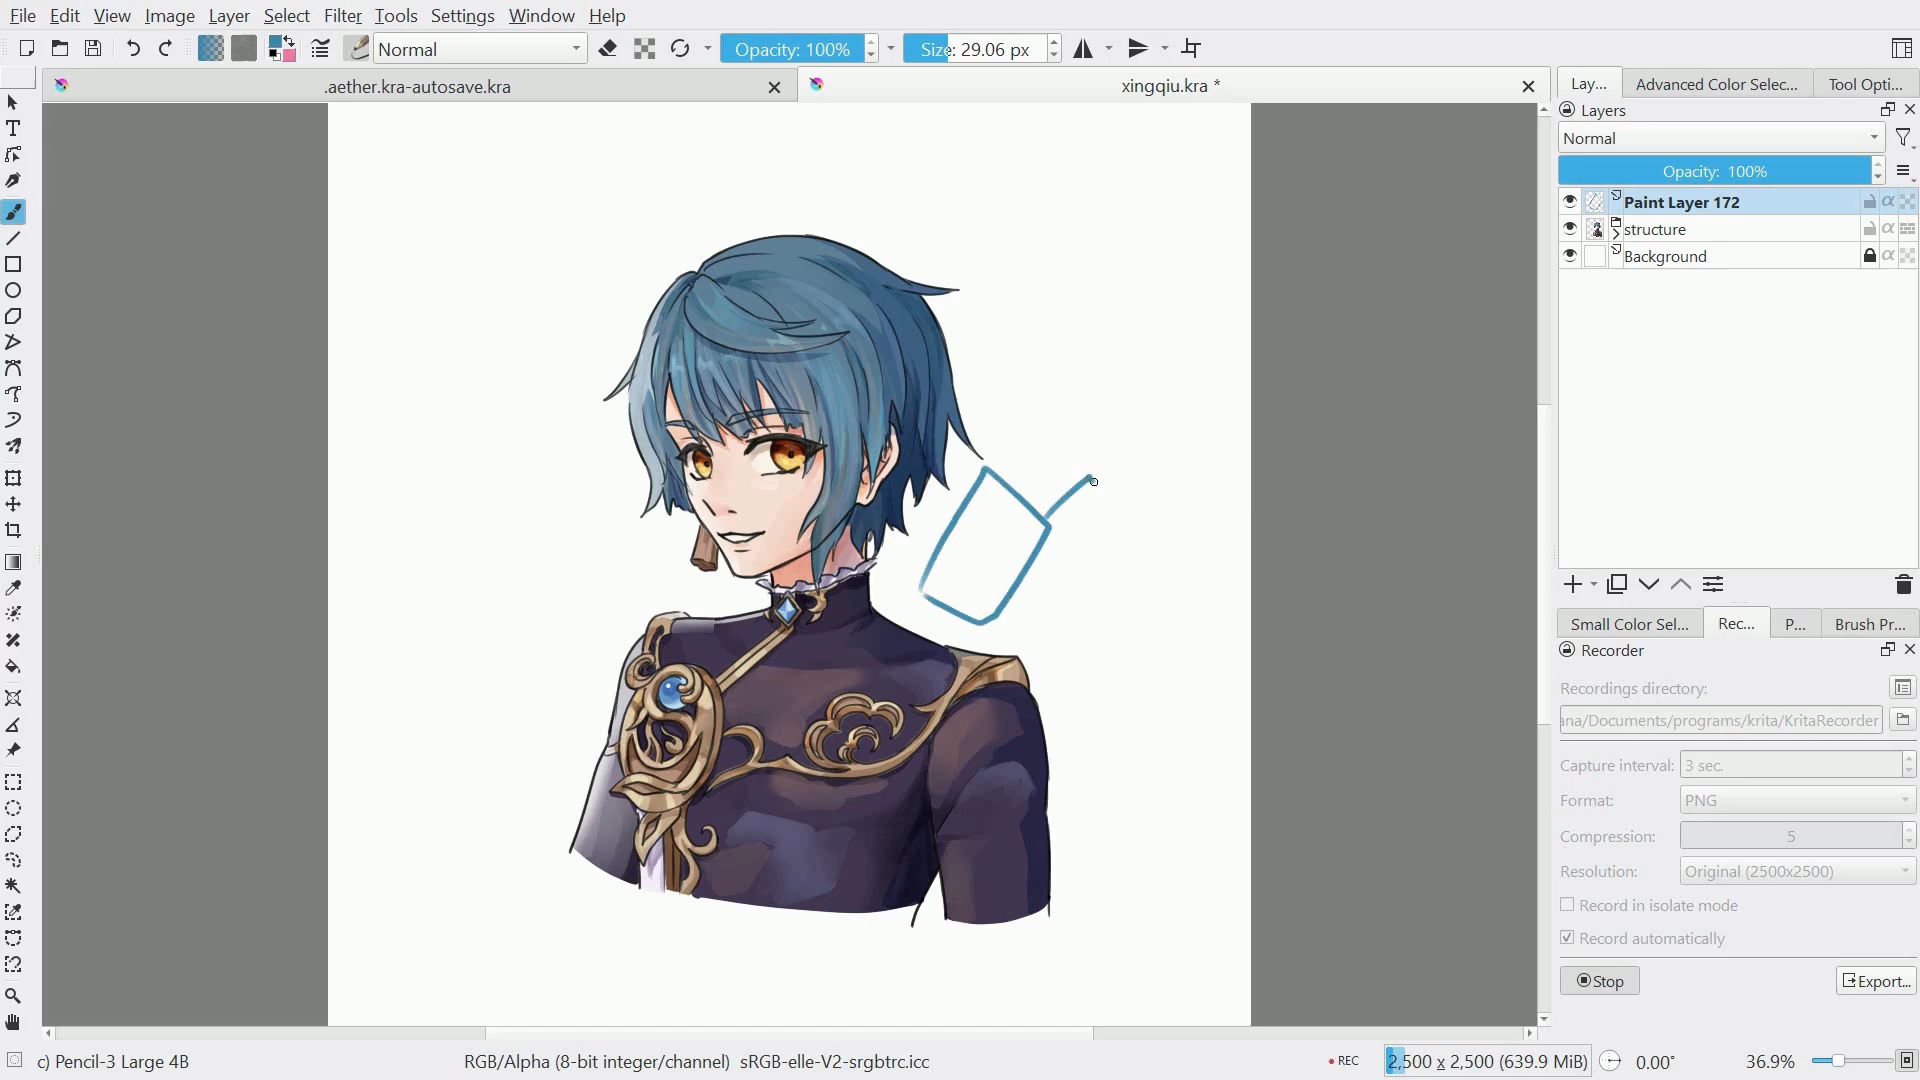 File Edit View Image Layer Select Filter Tools Settings Window Help
Normal Opacity: 100% Size: 29.06 px
.aether.kra-autosave.kra xingqiu.kra *
Lay... Advanced Color Selec... Tool Opti...
Layers
Normal
Opacity: 100%
Paint Layer 172
structure
Background
Small Color Sel... Rec... P... Brush Pr...
Recorder
Recordings directory:
ana/Documents/programs/krita/KritaRecorder
Capture interval: 3 sec.
Format: PNG
Compression: 5
Resolution: Original (2500x2500)
Record in isolate mode
Record automatically
Stop Export...
c) Pencil-3 Large 4B RGB/Alpha (8-bit integer/channel) sRGB-elle-V2-srgbtrc.icc • REC 2,500 x 2,500 (639.9 MiB) 0.00° 36.9%